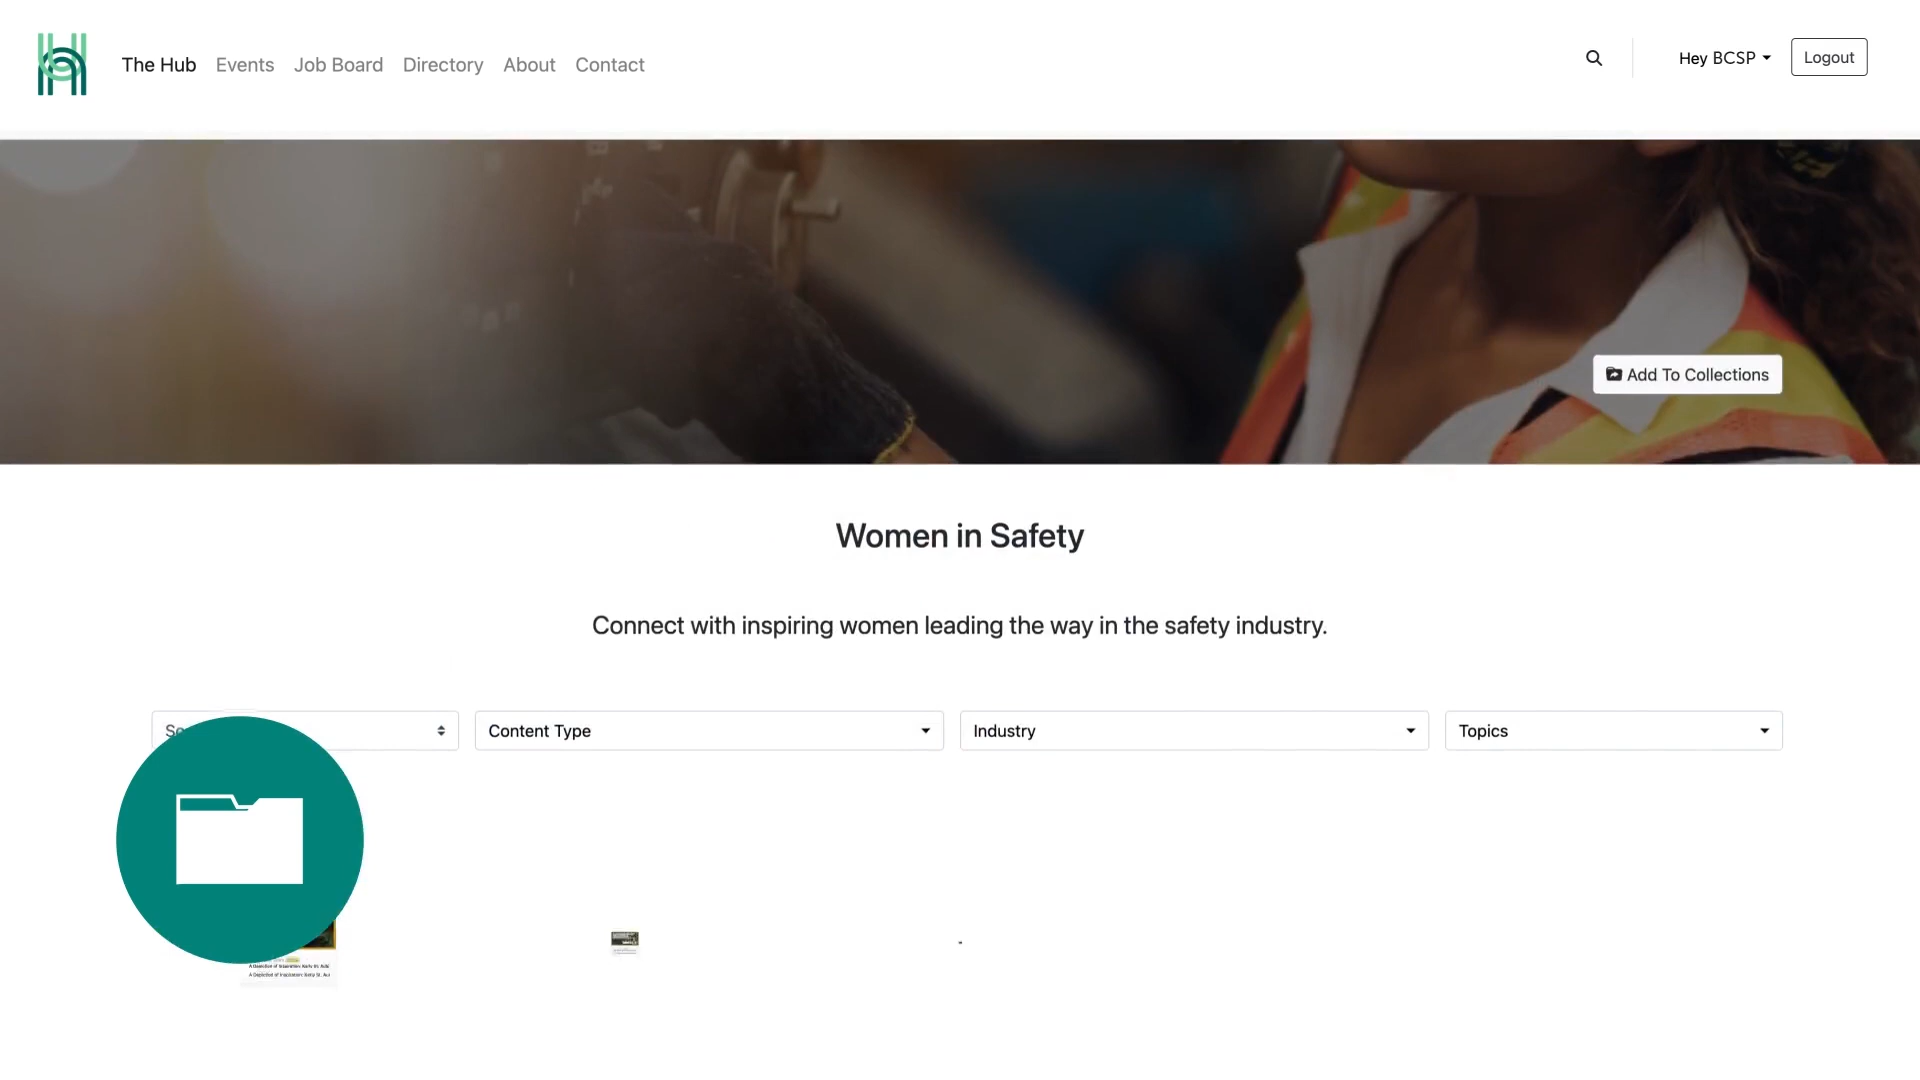 The Hub
Events
Job Board
Directory
About
Contact
Hey BCSP
Logout
Add To Collections
Women in Safety
Connect with inspiring women leading the way in the safety industry.
Content Type
Industry
Topics